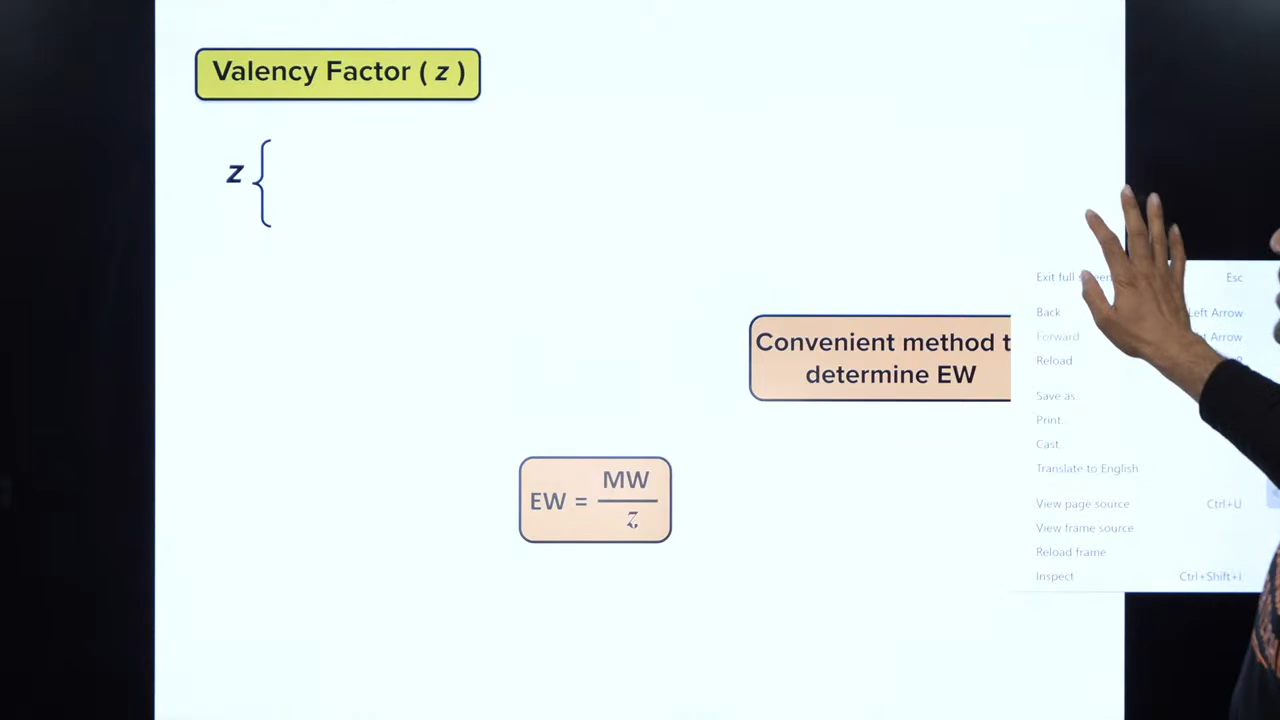 Valency Factor ( z )
z
Convenient method t
determine EW
EW = MW
z
Exit full
Esc
Back
Left Arrow
Forward
Arrow
Reload
Save as..
Print..
Cast
Translate to English
View page source
Ctrl+U
View frame source
Reload frame
Inspect
Ctrl+Shift+I